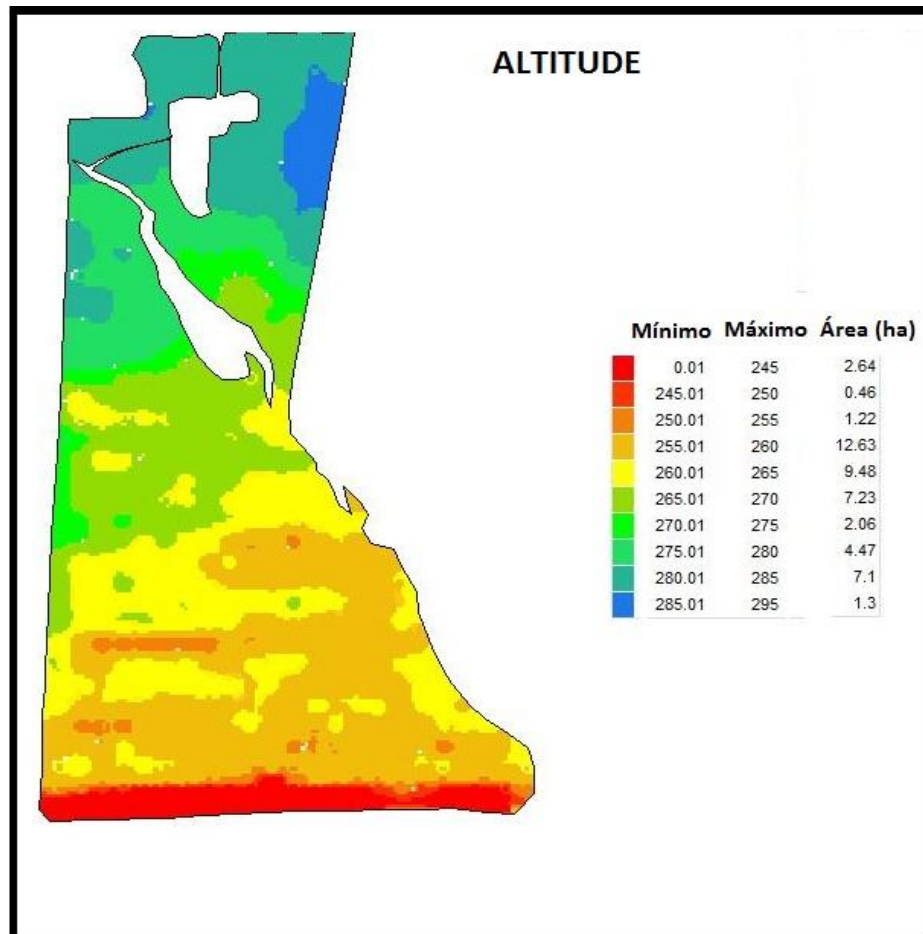 ALTITUDE
Mínimo Máximo Área (ha)
0.01 245 2.64
245.01 250 0.46
250.01 255 1.22
255.01 260 12.63
260.01 265 9.48
265.01 270 7.23
270.01 275 2.06
275.01 280 4.47
280.01 285 7.1
285.01 295 1.3